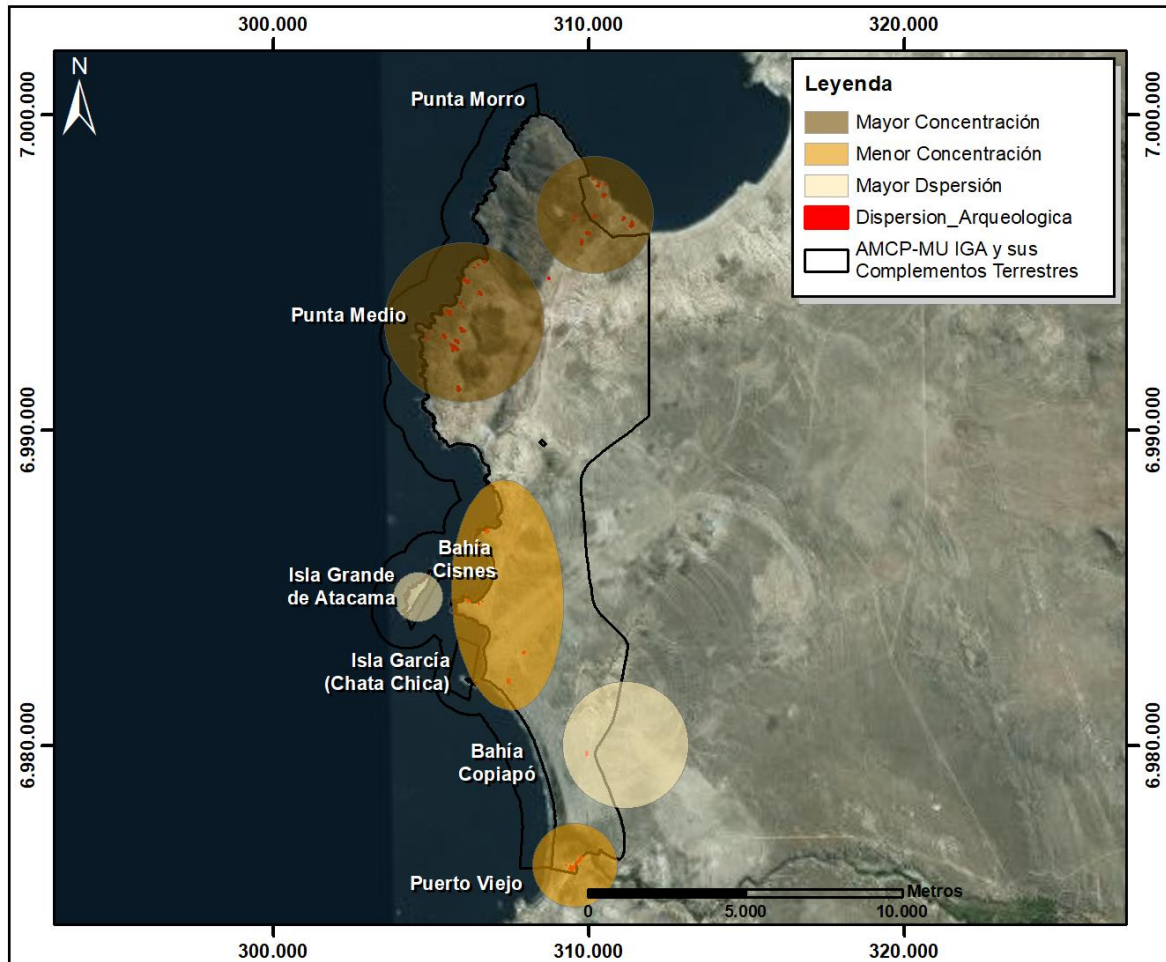 300.000
310.000
320.000
N
7.000.000
7.000.000
Punta Morro
Leyenda
Mayor Concentración
Menor Concentración
Mayor Dspersión
Dispersion_Arqueologica
AMCP-MU IGA y sus
Complementos Terrestres
Punta Medio
6.990.000
6.990.000
Bahía
Cisnes
Isla Grande
de Atacama
Isla García
(Chata Chica)
6.980.000
6.980.000
Bahía
Copiapó
Puerto Viejo
Metros
0
5.000
10.000
300.000
310.000
320.000